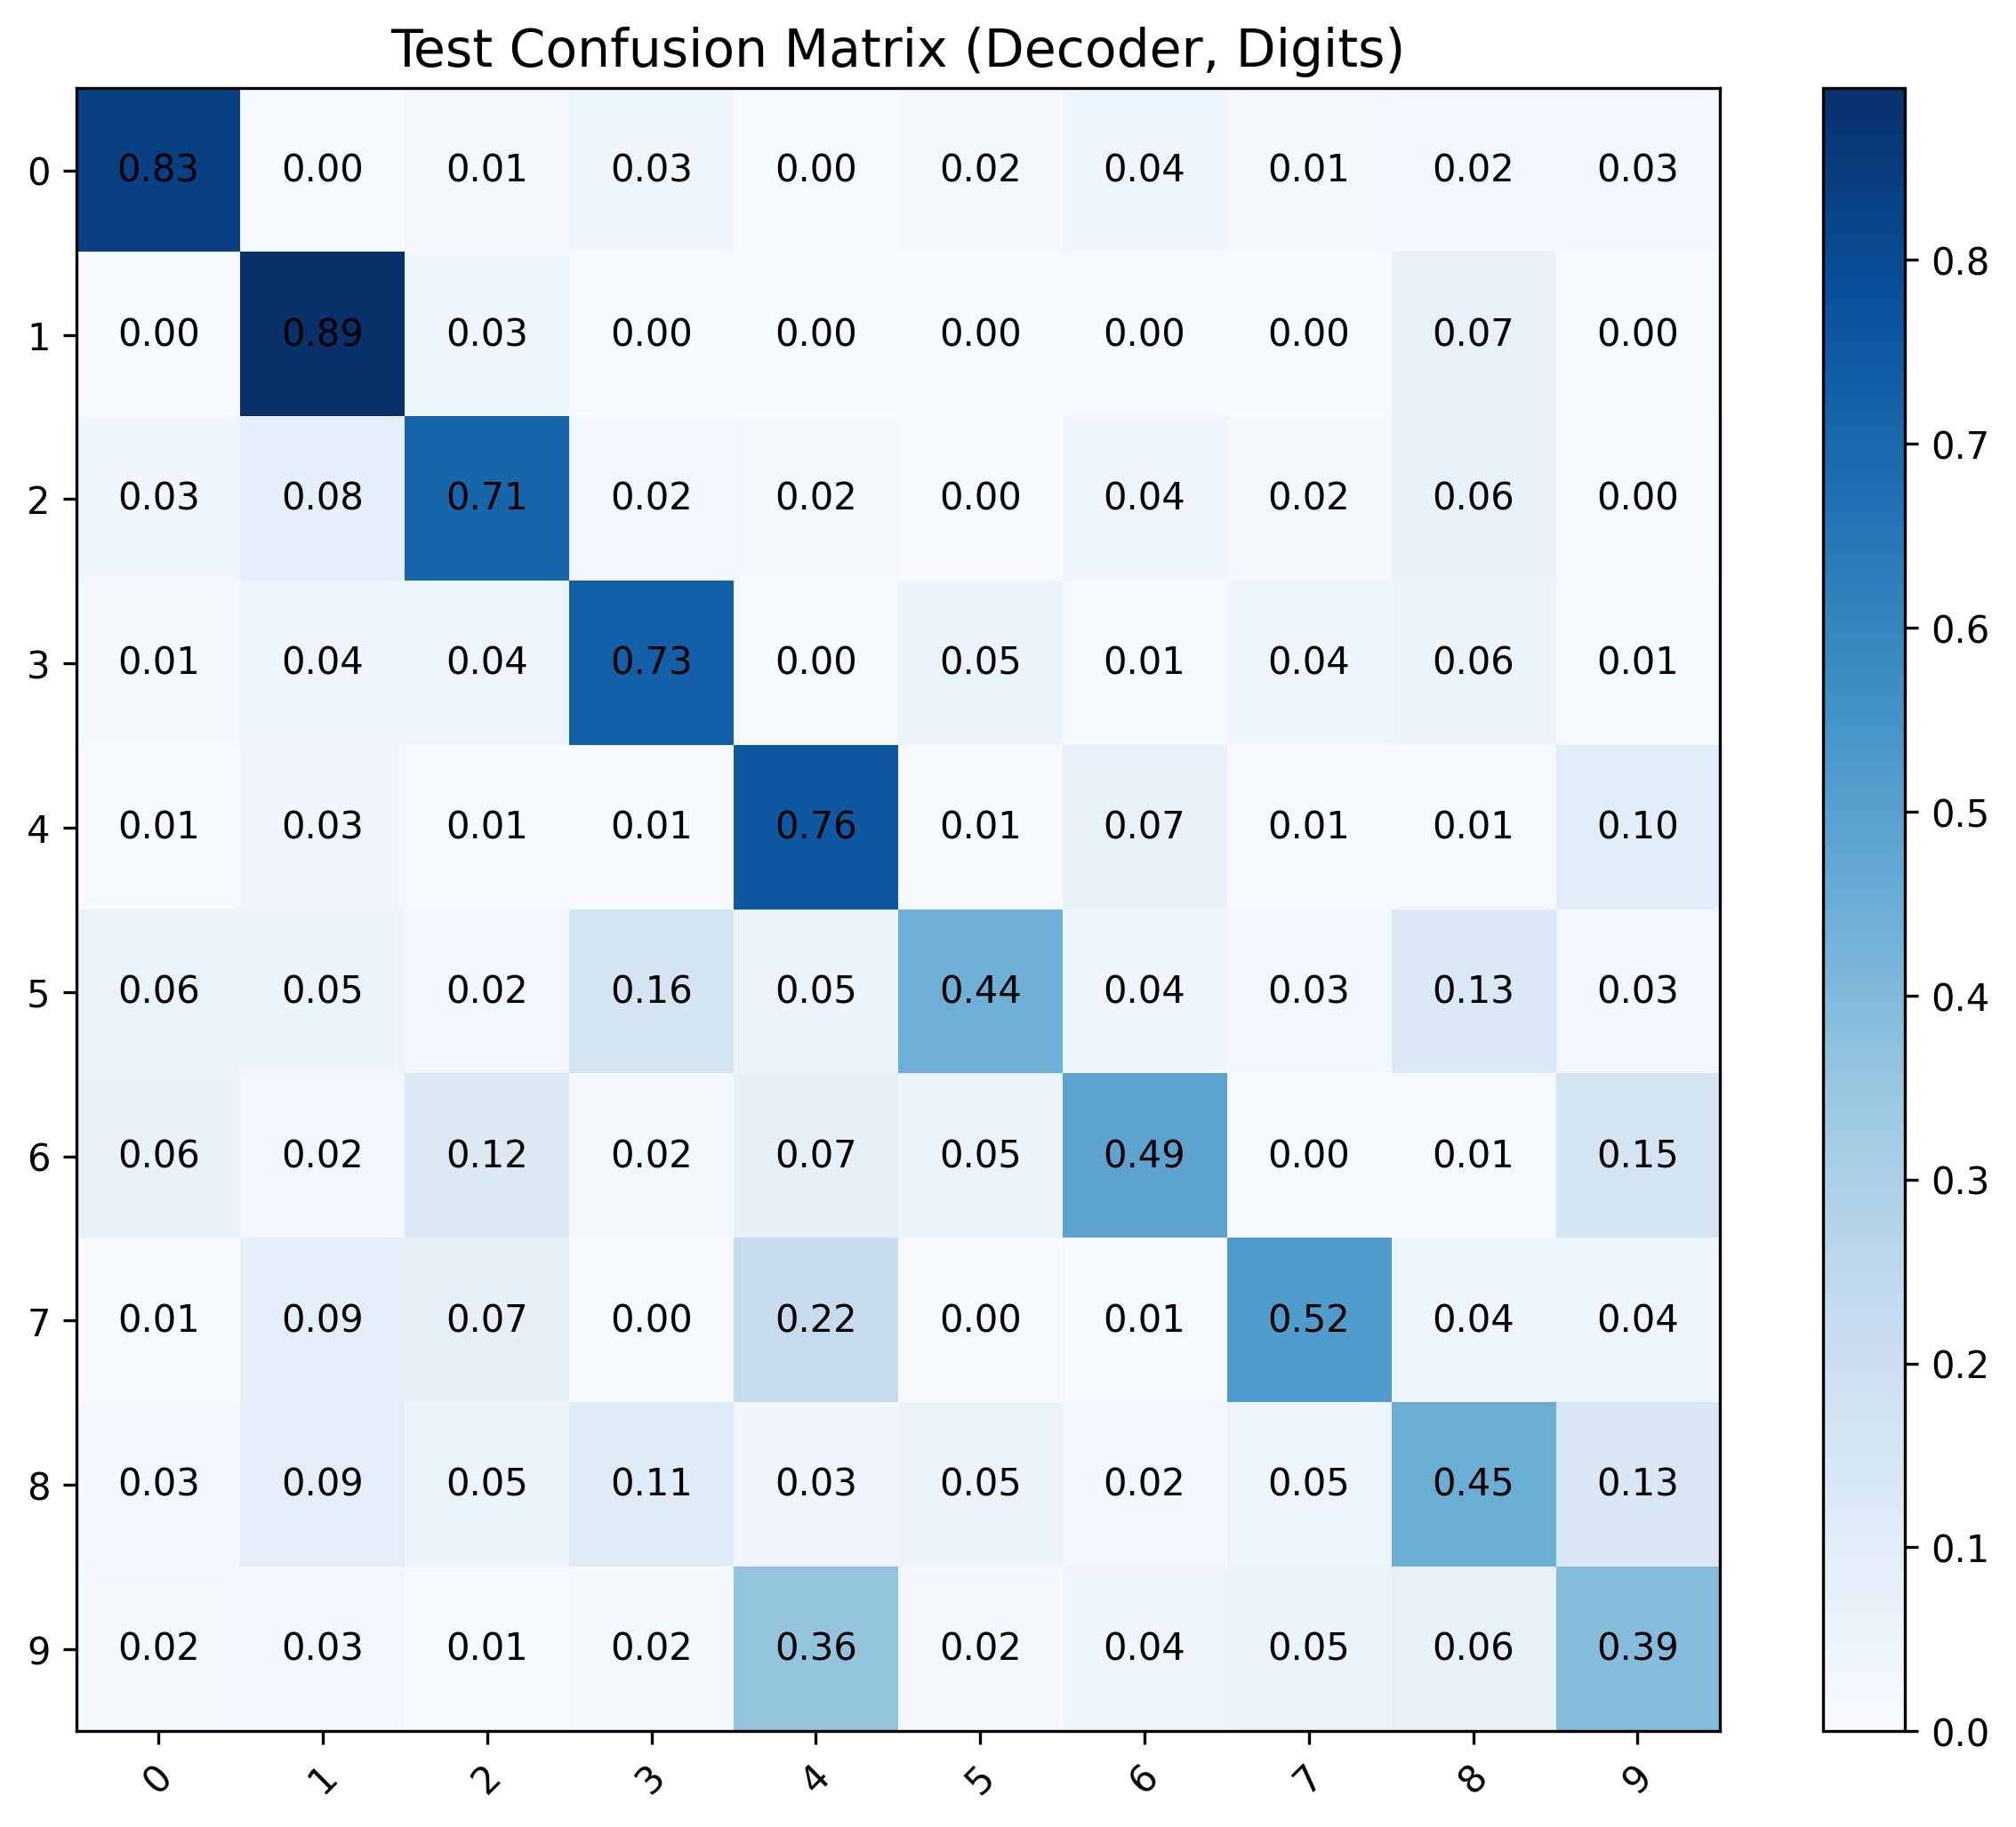 Test Confusion Matrix (Decoder, Digits)
0 0.83 0.00 0.01 0.03 0.00 0.02 0.04 0.01 0.02 0.03
1 0.00 0.89 0.03 0.00 0.00 0.00 0.00 0.00 0.07 0.00
2 0.03 0.08 0.71 0.02 0.02 0.00 0.04 0.02 0.06 0.00
3 0.01 0.04 0.04 0.73 0.00 0.05 0.01 0.04 0.06 0.01
4 0.01 0.03 0.01 0.01 0.76 0.01 0.07 0.01 0.01 0.10
5 0.06 0.05 0.02 0.16 0.05 0.44 0.04 0.03 0.13 0.03
6 0.06 0.02 0.12 0.02 0.07 0.05 0.49 0.00 0.01 0.15
7 0.01 0.09 0.07 0.00 0.22 0.00 0.01 0.52 0.04 0.04
8 0.03 0.09 0.05 0.11 0.03 0.05 0.02 0.05 0.45 0.13
9 0.02 0.03 0.01 0.02 0.36 0.02 0.04 0.05 0.06 0.39
0 1 2 3 4 5 6 7 8 9
0.8
0.7
0.6
0.5
0.4
0.3
0.2
0.1
0.0